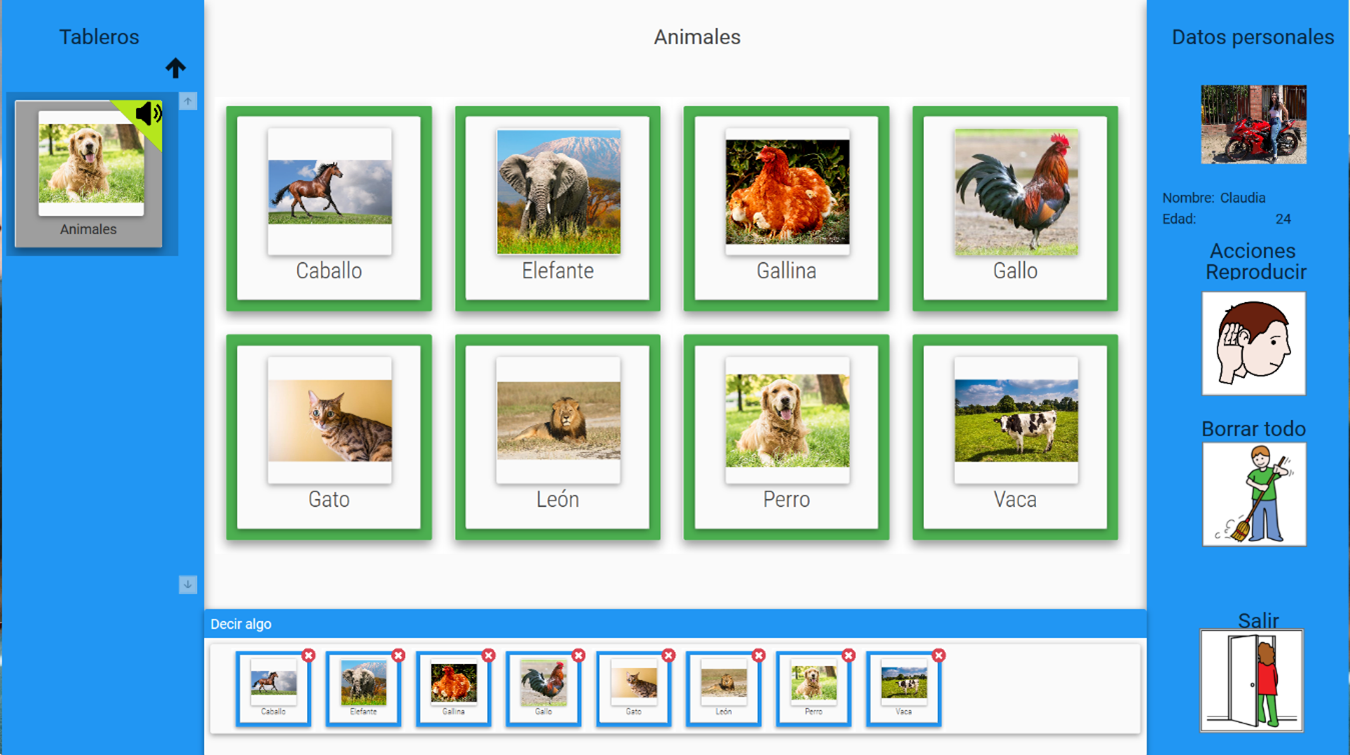 Tableros
Animales
Animales
Caballo
Elefante
Gallina
Gallo
Gato
León
Perro
Vaca
Decir algo
Caballo
Elefante
Gallina
Gallo
Gato
León
Perro
Vaca
Datos personales
Nombre: Claudia
Edad: 24
Acciones
Reproducir
Borrar todo
Salir